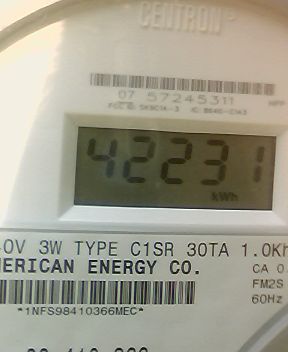 CENTRON
07 57245311
42231
kWh
0V 3W TYPE C1SR 30TA 1.0Kh
MERICAN ENERGY CO.
CA 0.
FM2S
60Hz
*1NFS98410366MEC*